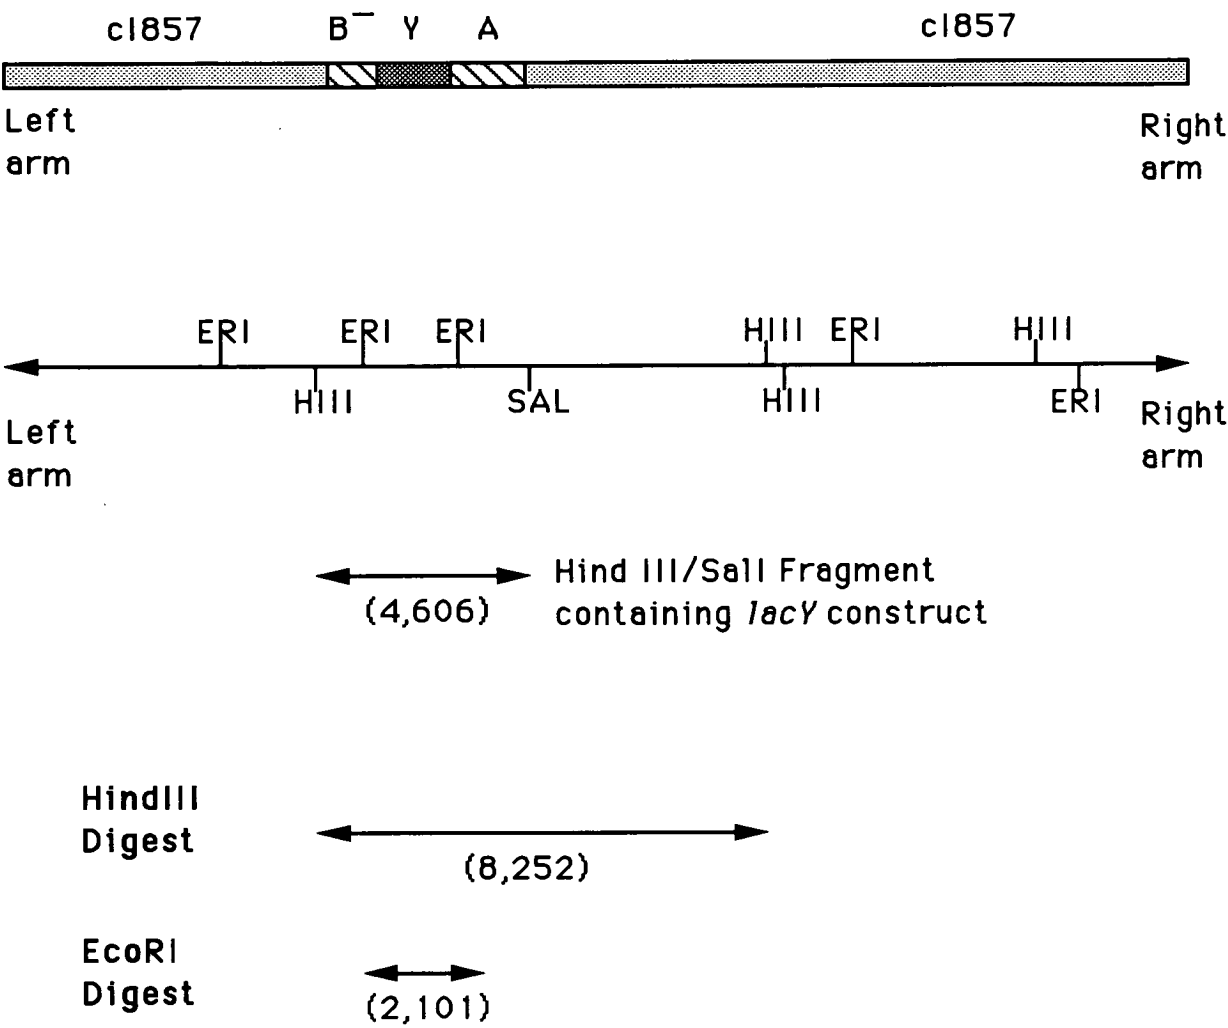 cI857 B⁻ Y A cI857
Left arm
Right arm
ERI ERI ERI HIII ERI HIII
HIII SAL HIII ERI
Left arm
Right arm
Hind III/SalI Fragment
(4,606) containing lacY construct
HindIII
Digest
(8,252)
EcoRI
Digest
(2,101)